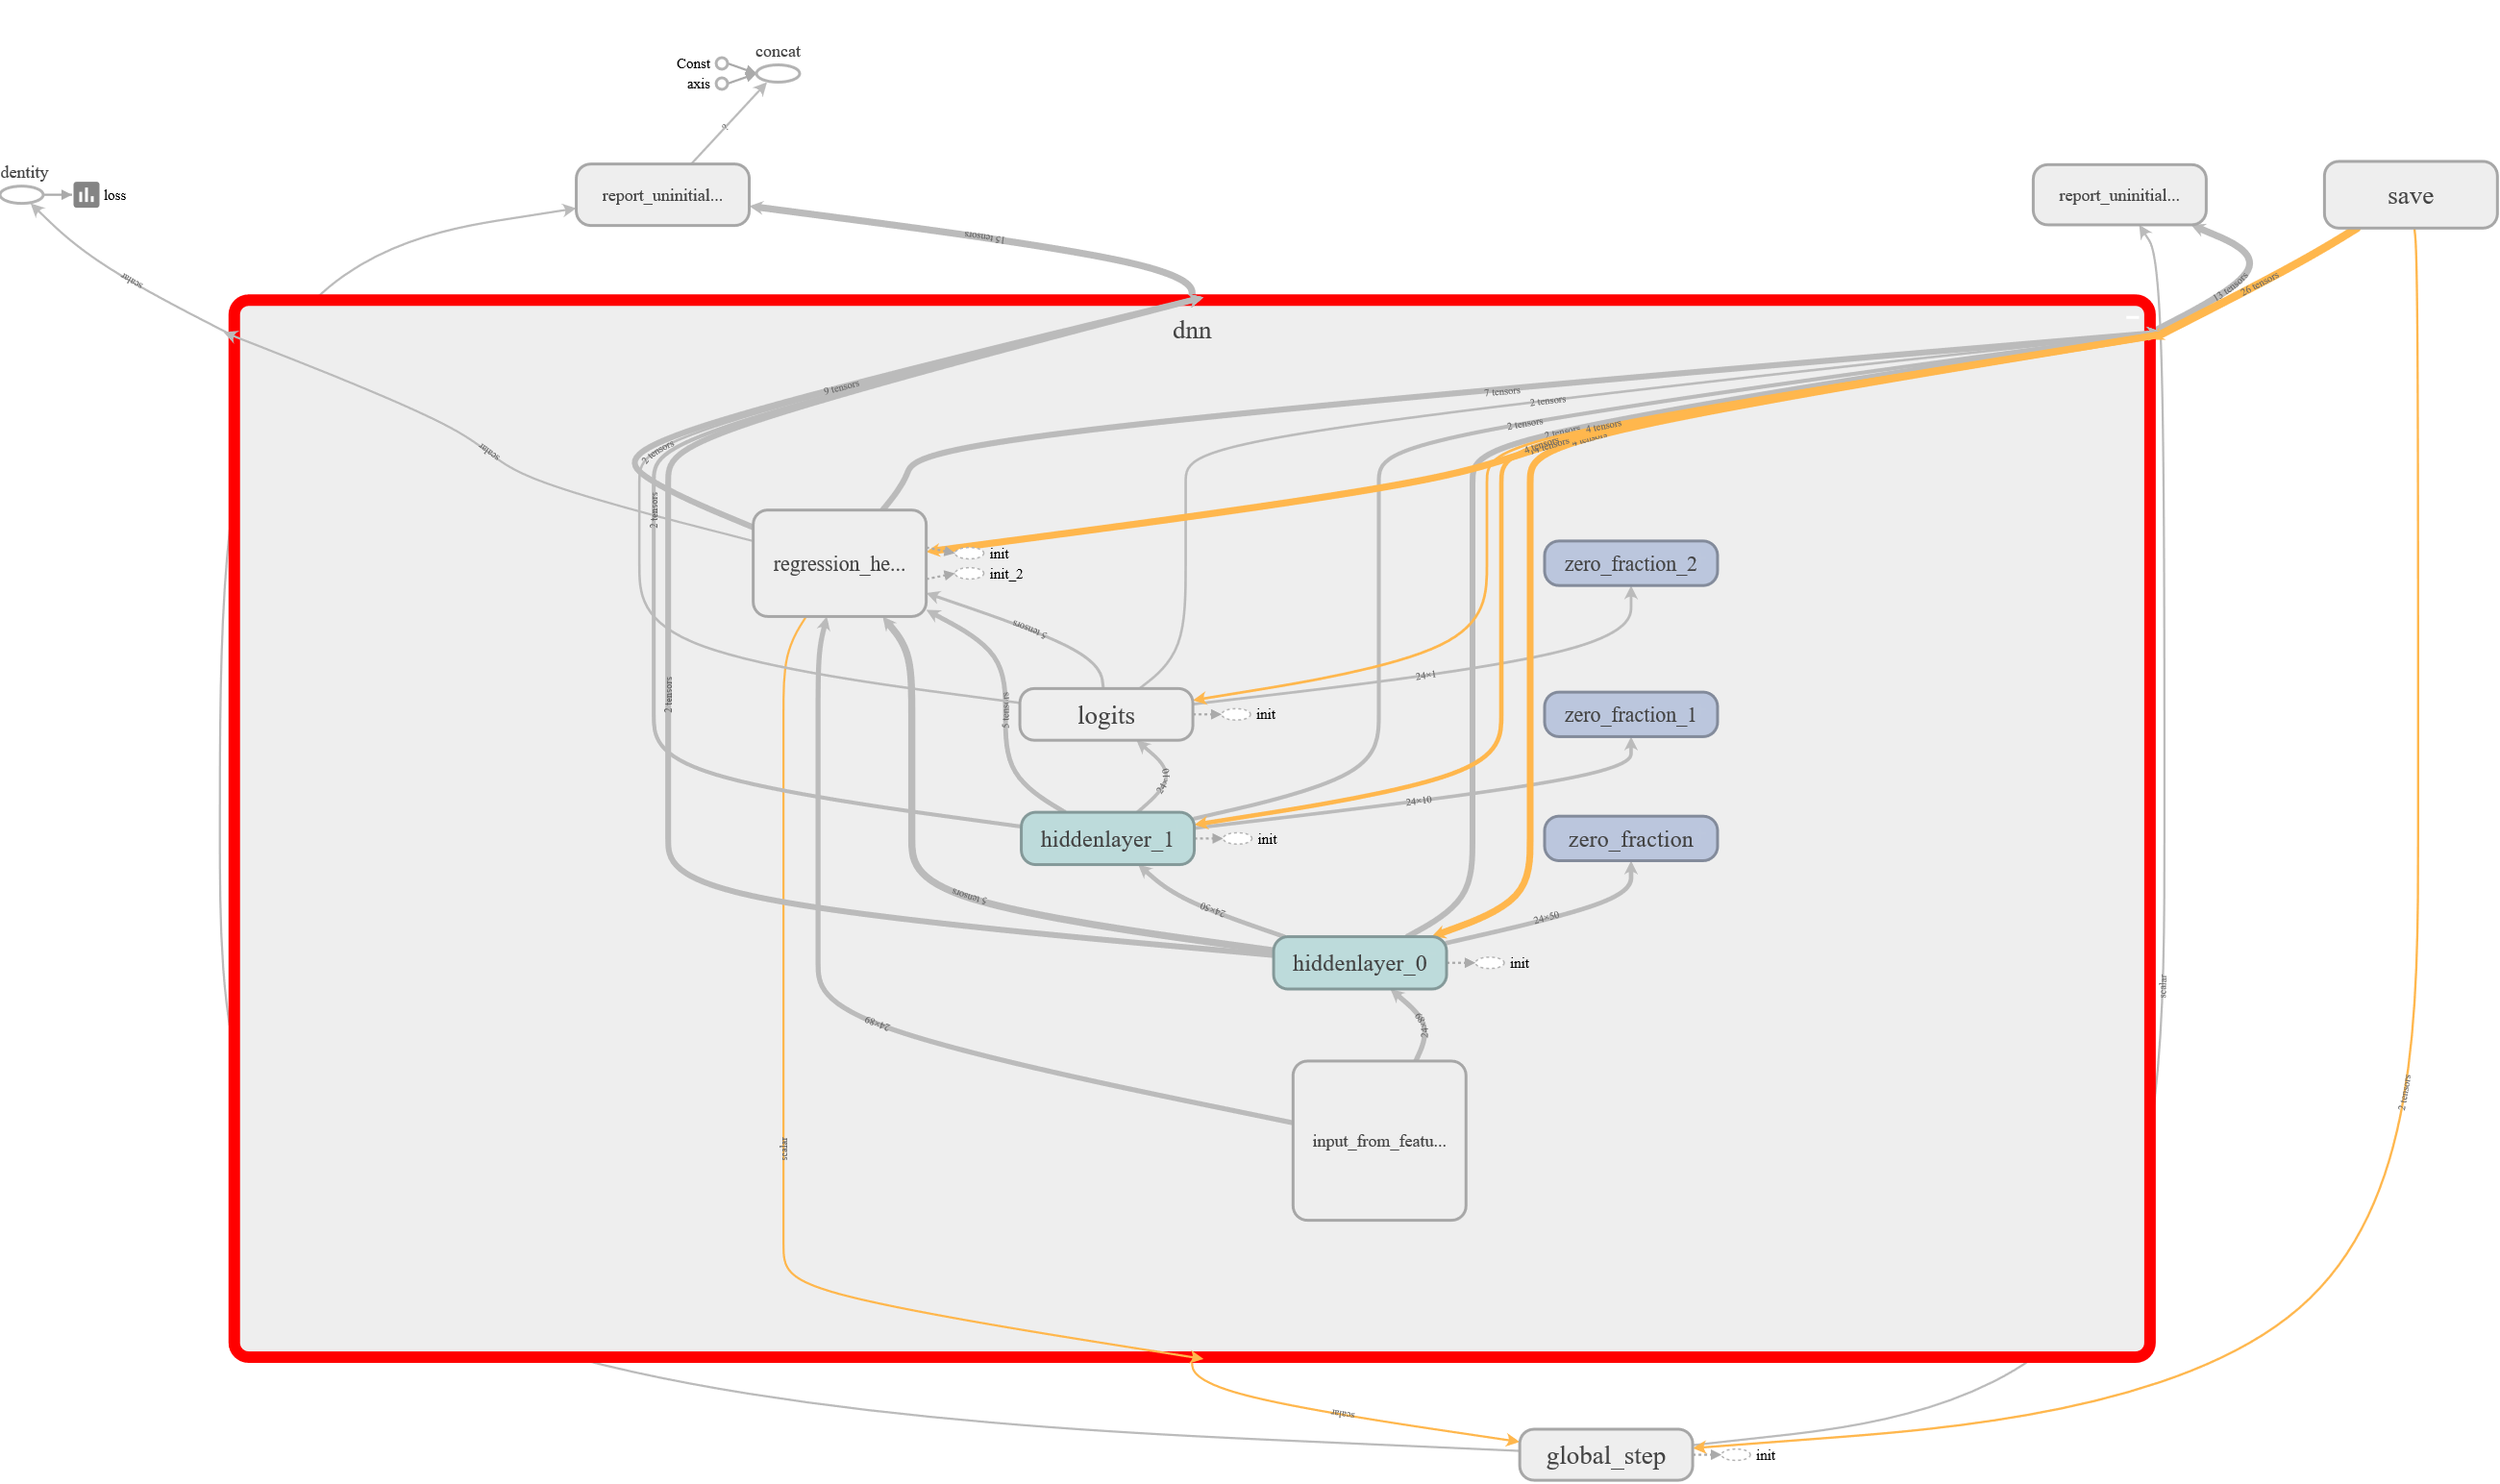 concat
Const
axis
?
dentity
loss
report_uninitial...
report_uninitial...
save
15 tensors
scalar
13 tensors
26 tensors
dnn
9 tensors
7 tensors
2 tensors
2 tensors
2 tensors
4 tensors
4 tensors
2 tensors
scalar
2 tensors
regression_he...
init
init_2
zero_fraction_2
5 tensors
2 tensors
5 tensors
24×1
logits
init
zero_fraction_1
24×10
24×10
hiddenlayer_1
init
zero_fraction
5 tensors
24×50
24×50
hiddenlayer_0
init
scalar
24×89
24×89
2 tensors
input_from_featu...
scalar
scalar
global_step
init